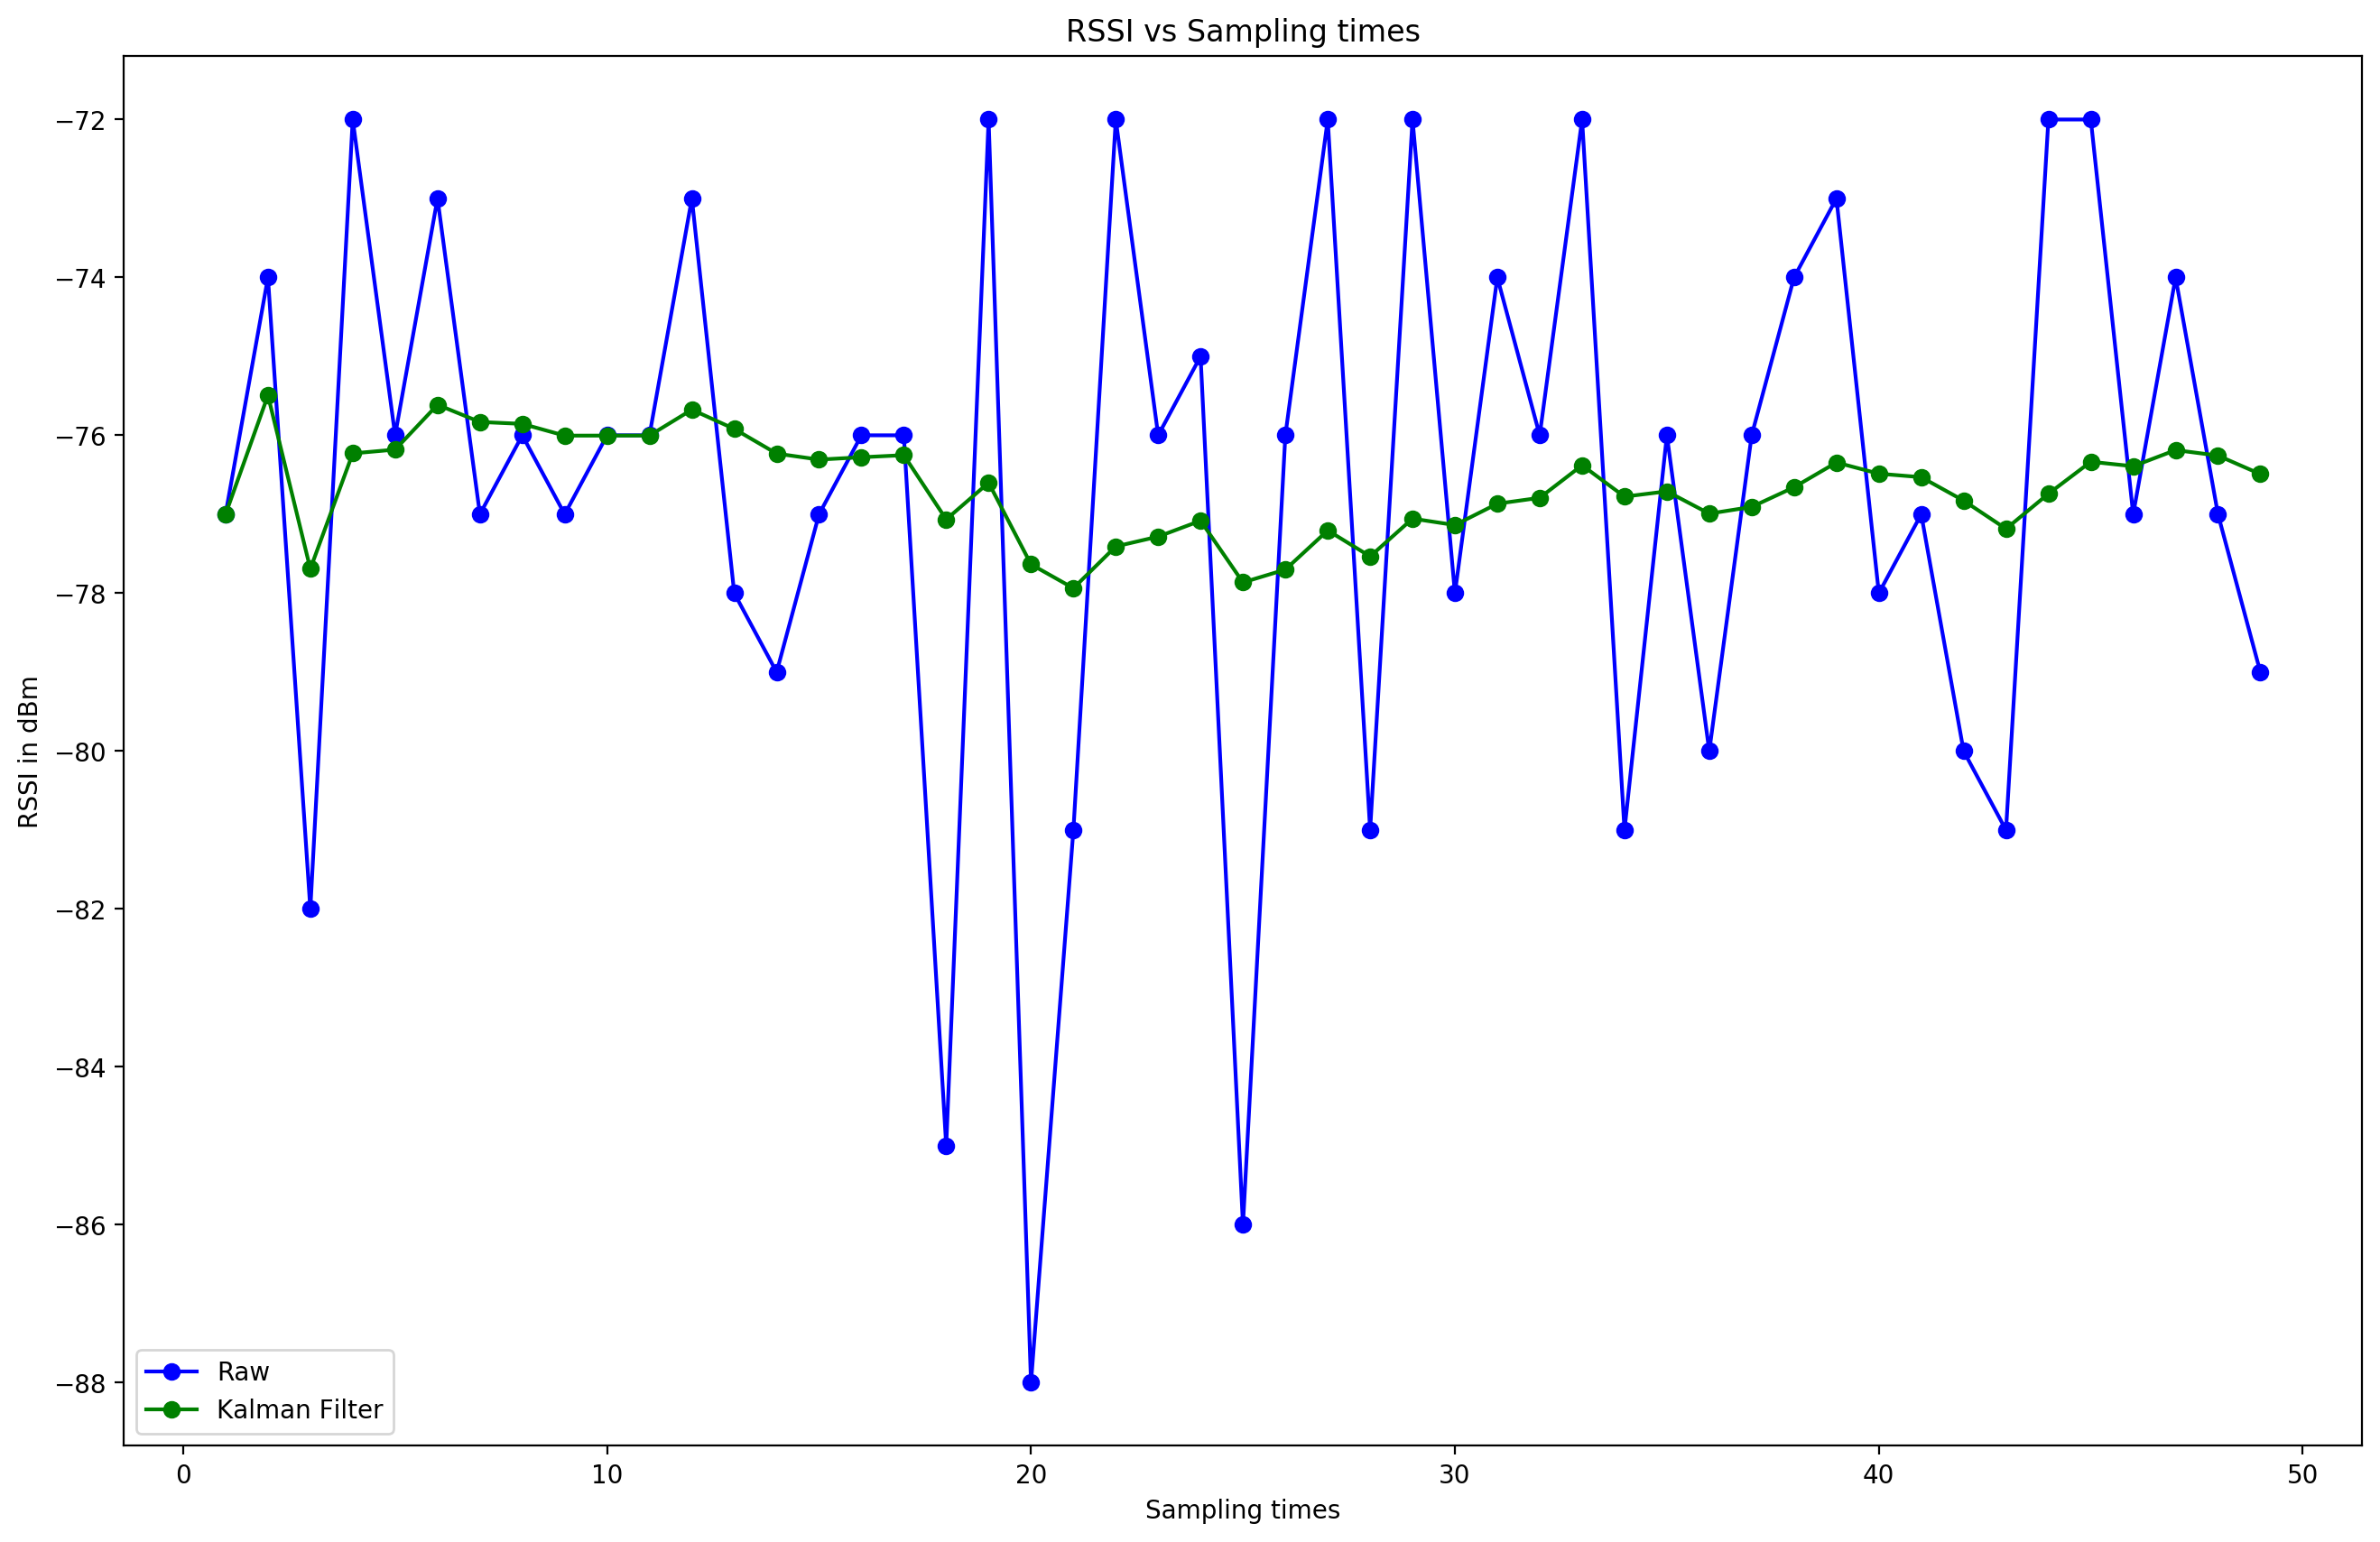 RSSI vs Sampling times
−72
−74
−76
−78
−80
−82
−84
−86
−88
RSSI in dBm
Raw
Kalman Filter
0 10 20 30 40 50
Sampling times